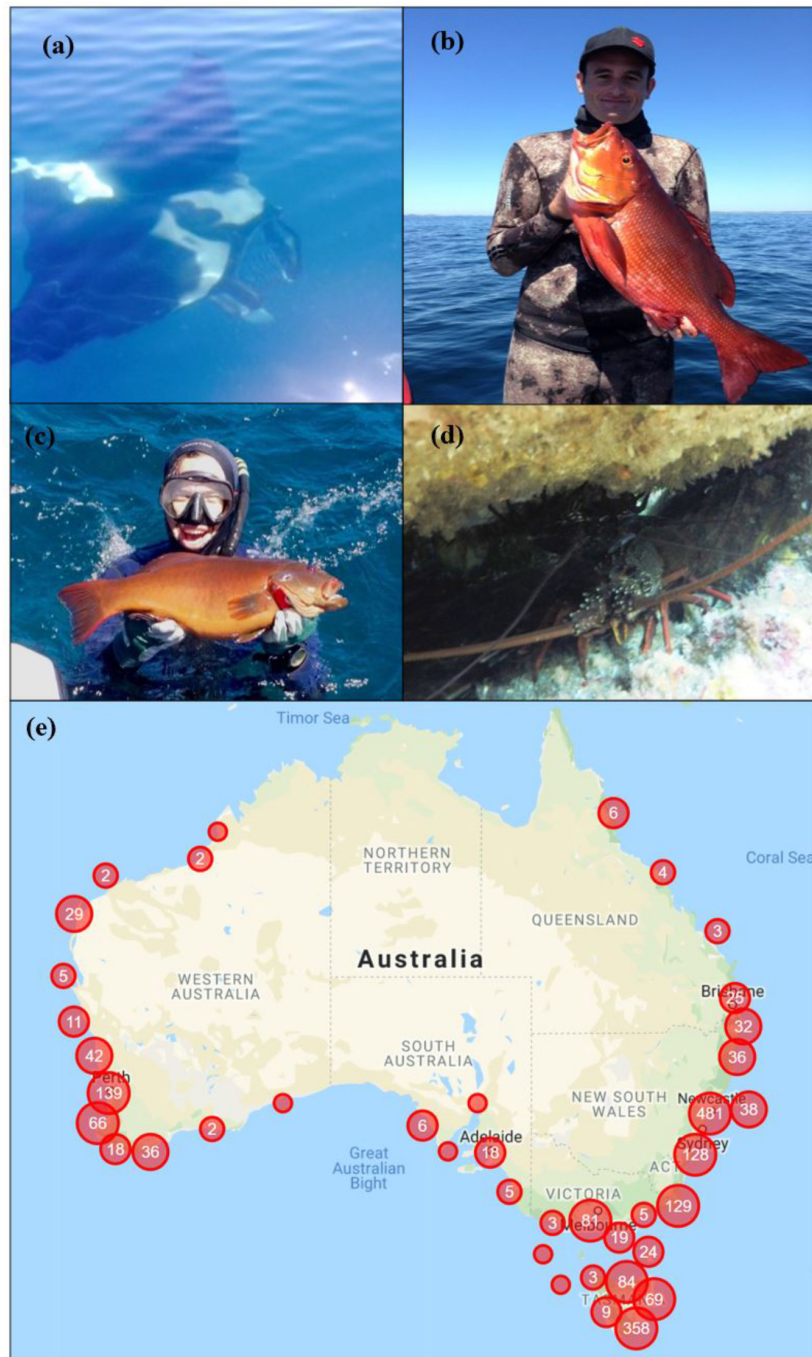 (a)
(b)
(c)
(d)
(e)
Timor Sea
6
2
NORTHERN
TERRITORY
2
4
Coral Sea
29
QUEENSLAND
3
Australia
5
WESTERN
AUSTRALIA
Brisbane
25
11
32
SOUTH
AUSTRALIA
42
36
Perth
139
NEW SOUTH
WALES
Newcastle
481
38
66
6
2
Adelaide
Sydney
18
36
Great
Australian
Bight
18
128
ACT
5
VICTORIA
129
3
81
Melbourne
5
19
24
3
84
TASMA
69
9
358